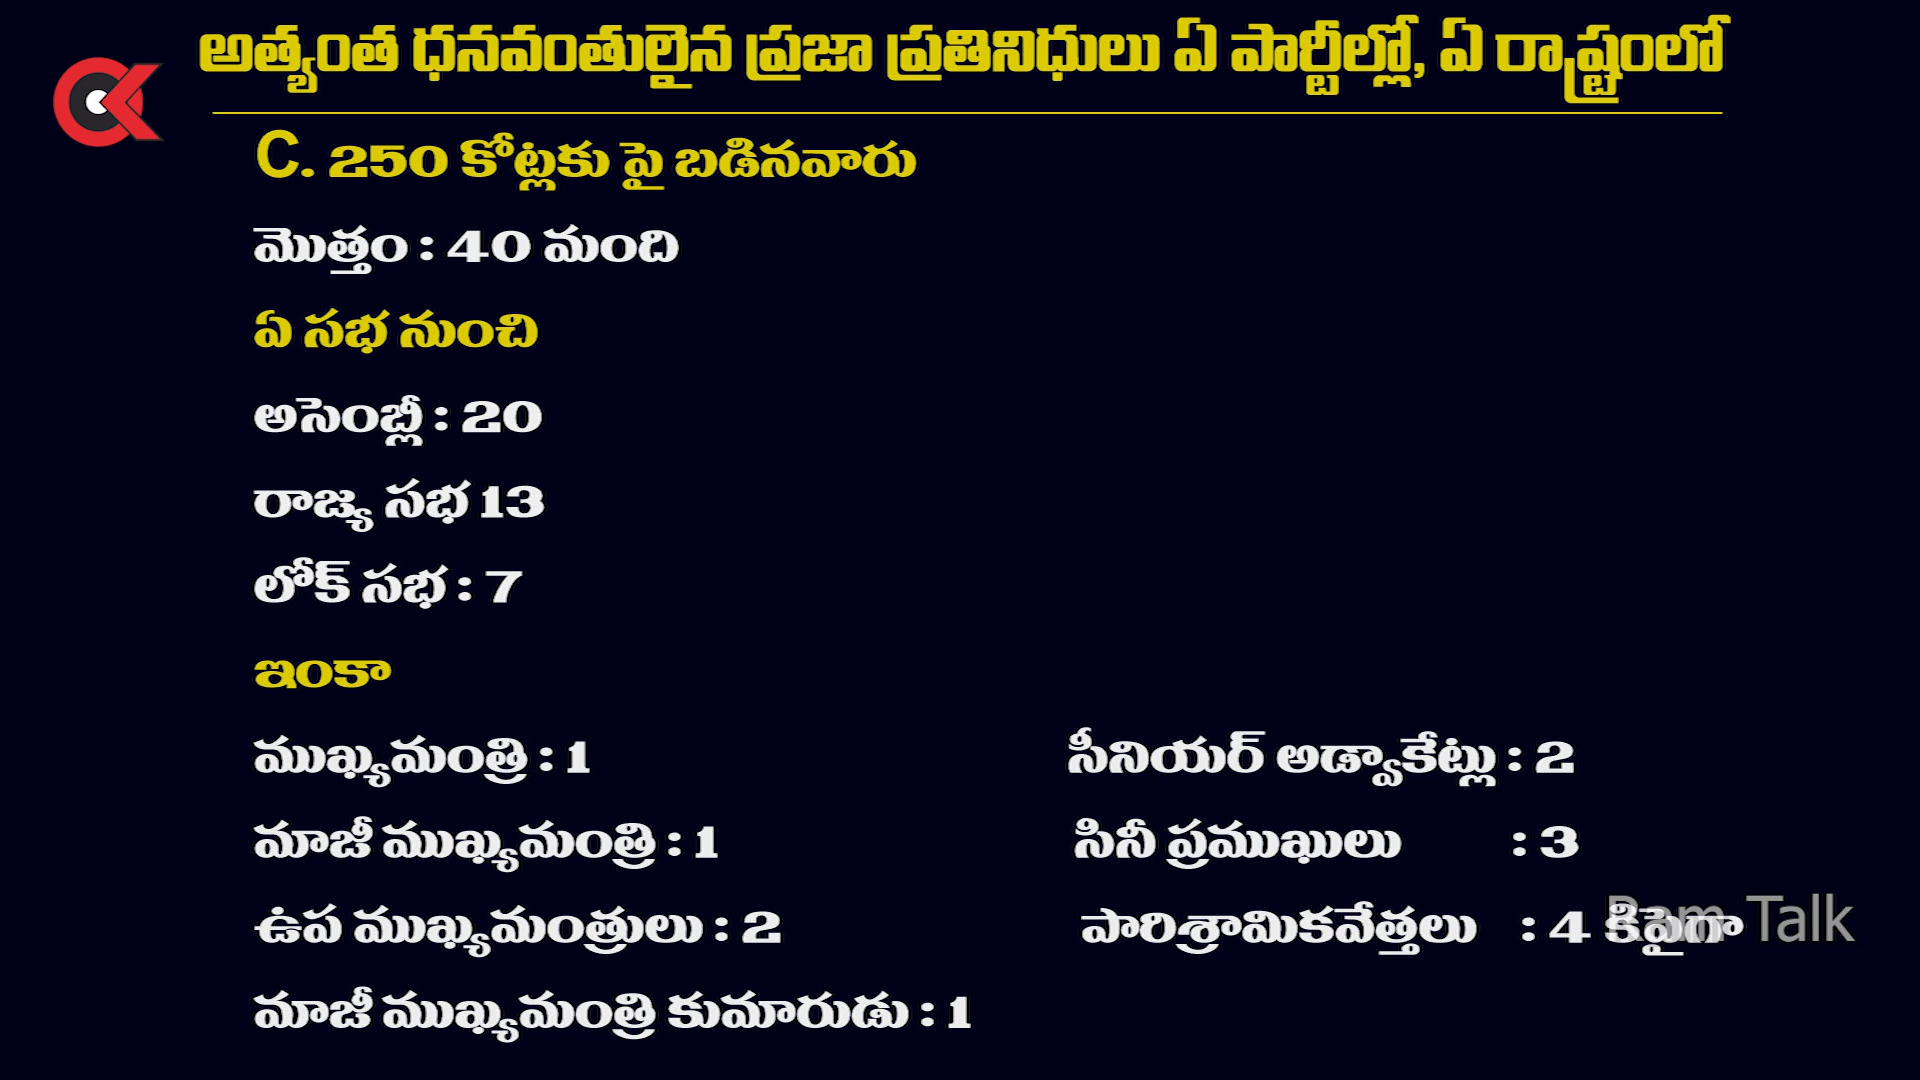 అత్యంత ధనవంతులైన ప్రజా ప్రతినిధులు ఏ పార్టీల్లో, ఏ రాష్ట్రంలో
C. 250 కోట్లకు పై బడినవారు
మొత్తం : 40 మంది
ఏ సభ నుంచి
అసెంబ్లీ : 20
రాజ్య సభ 13
లోక్ సభ : 7
ఇంకా
ముఖ్యమంత్రి : 1
మాజీ ముఖ్యమంత్రి : 1
ఉప ముఖ్యమంత్రులు : 2
మాజీ ముఖ్యమంత్రి కుమారుడు : 1
సీనియర్ అడ్వాకేట్లు : 2
సినీ ప్రముఖులు : 3
పారిశ్రామికవేత్తలు : 4 కిపైగా
Ram Talk